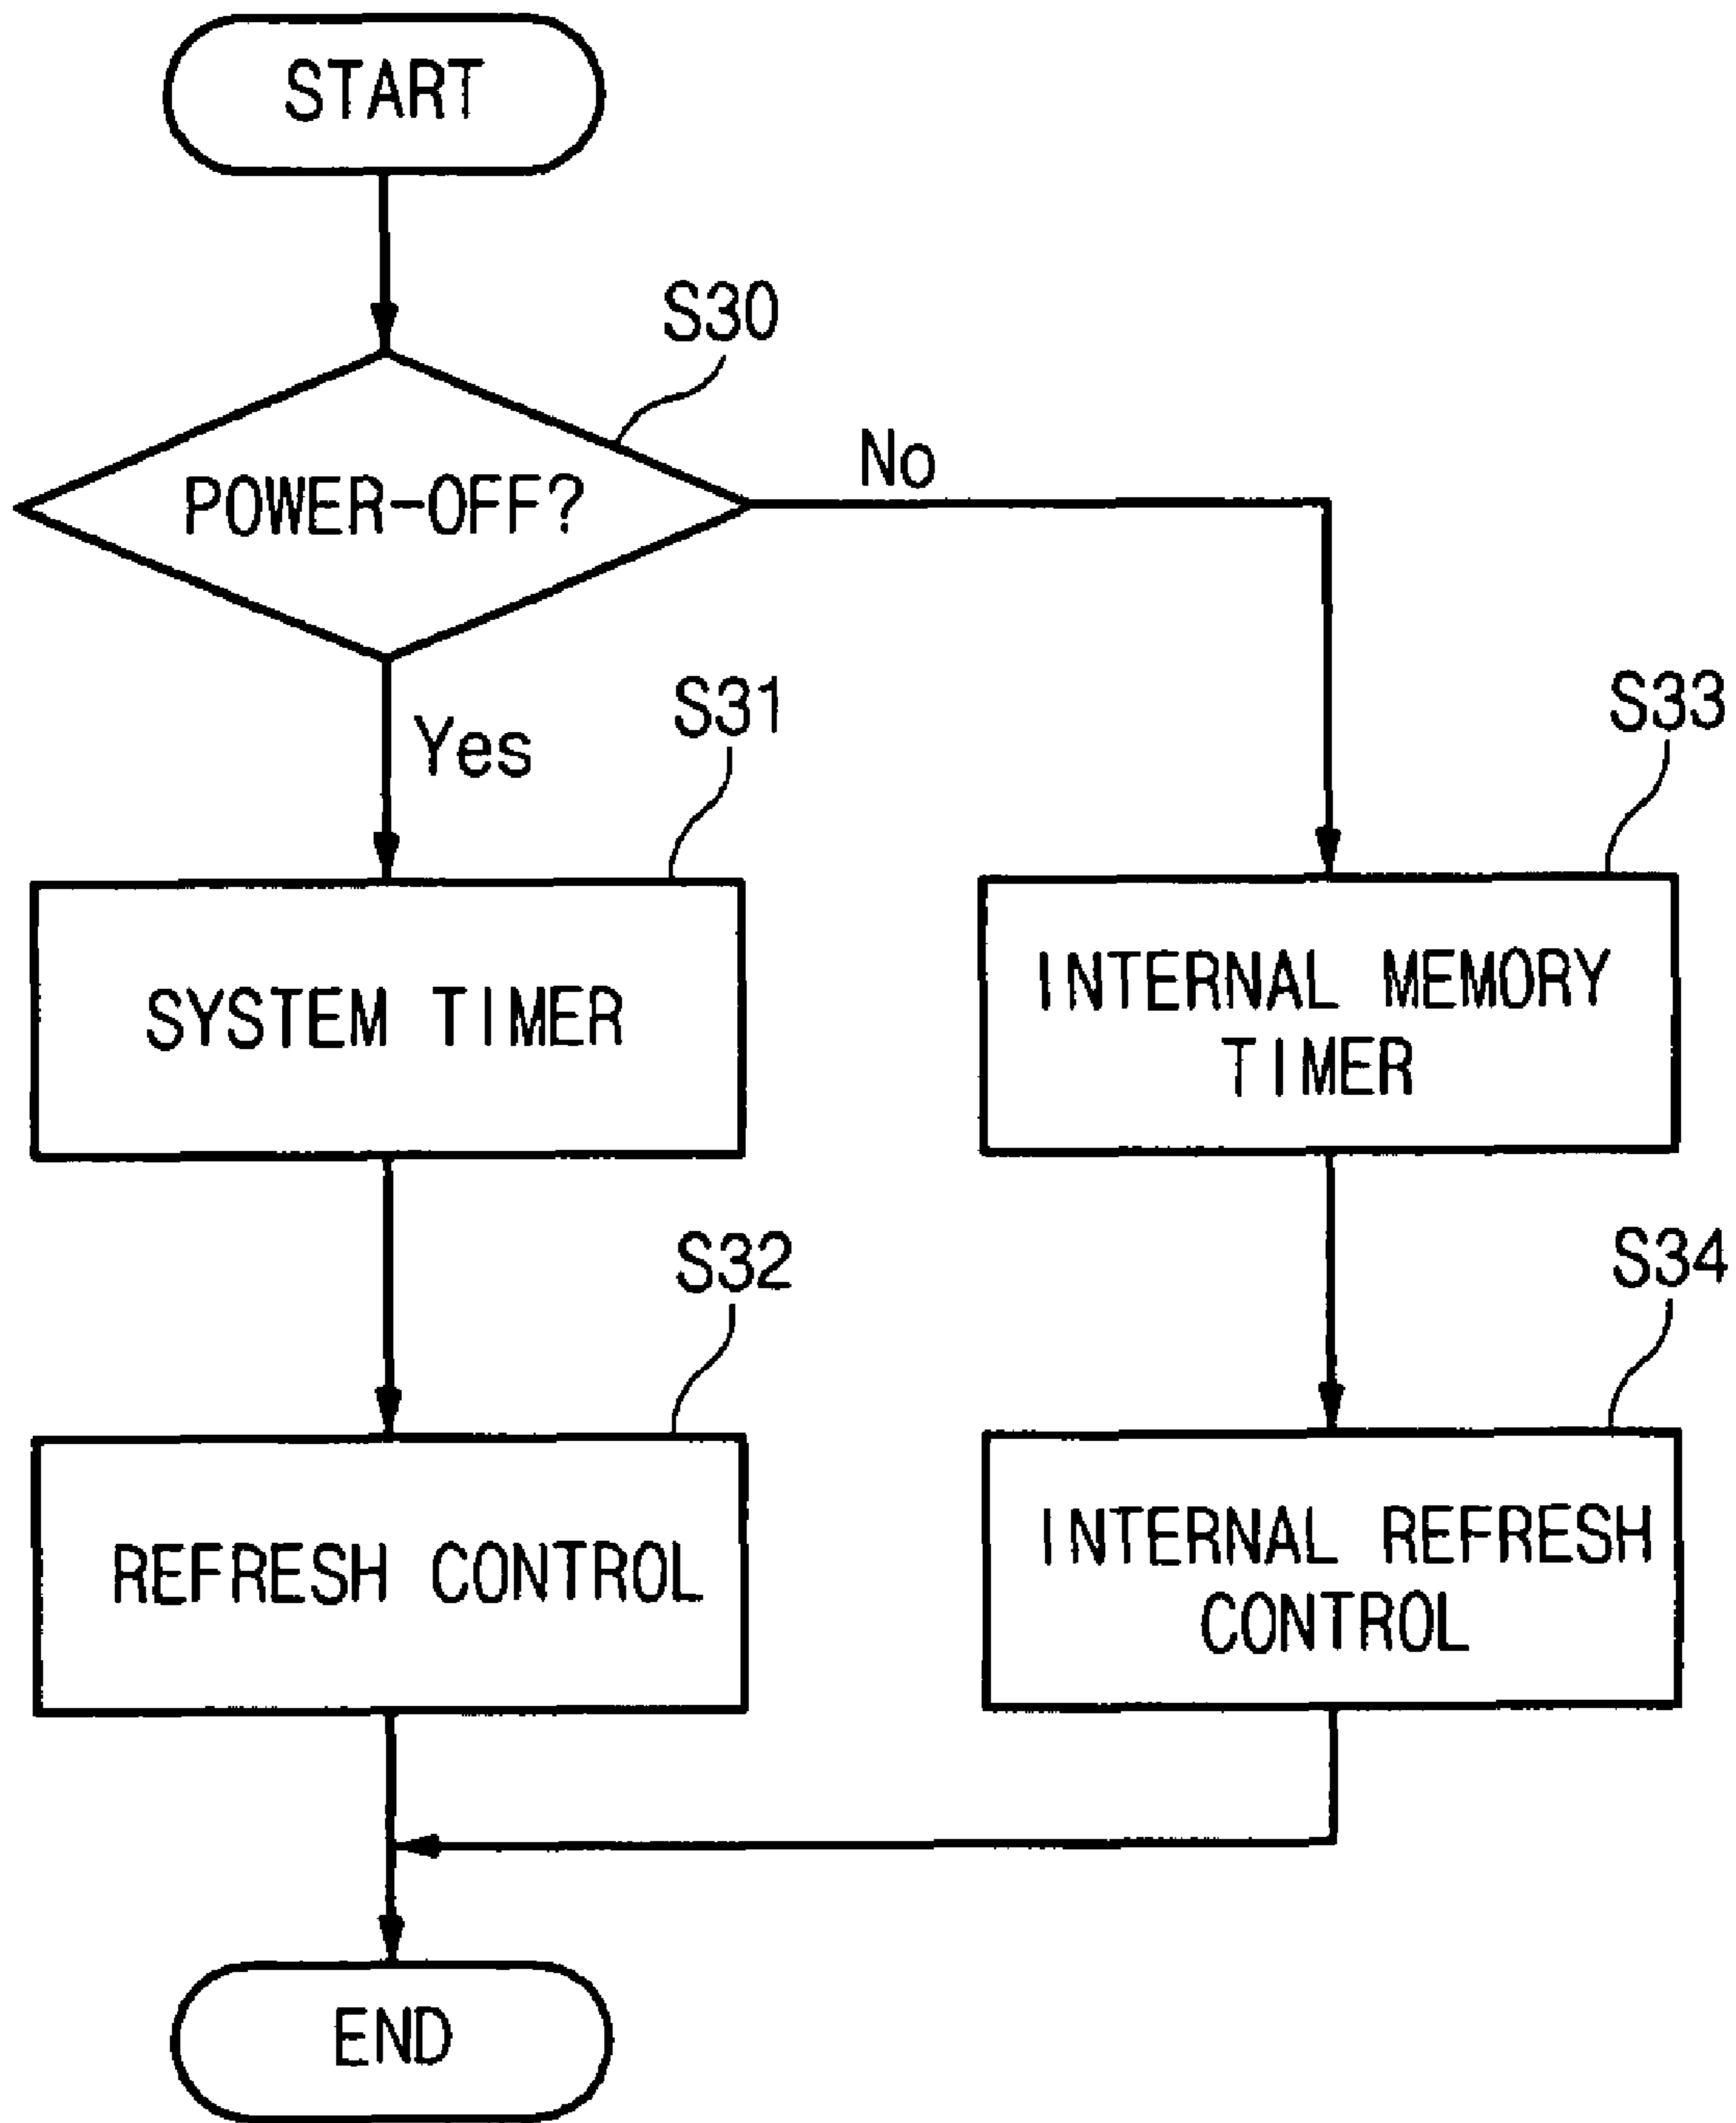 START
S30
POWER-OFF?
No
Yes
S31
S33
SYSTEM TIMER
INTERNAL MEMORY
TIMER
S32
S34
REFRESH CONTROL
INTERNAL REFRESH
CONTROL
END